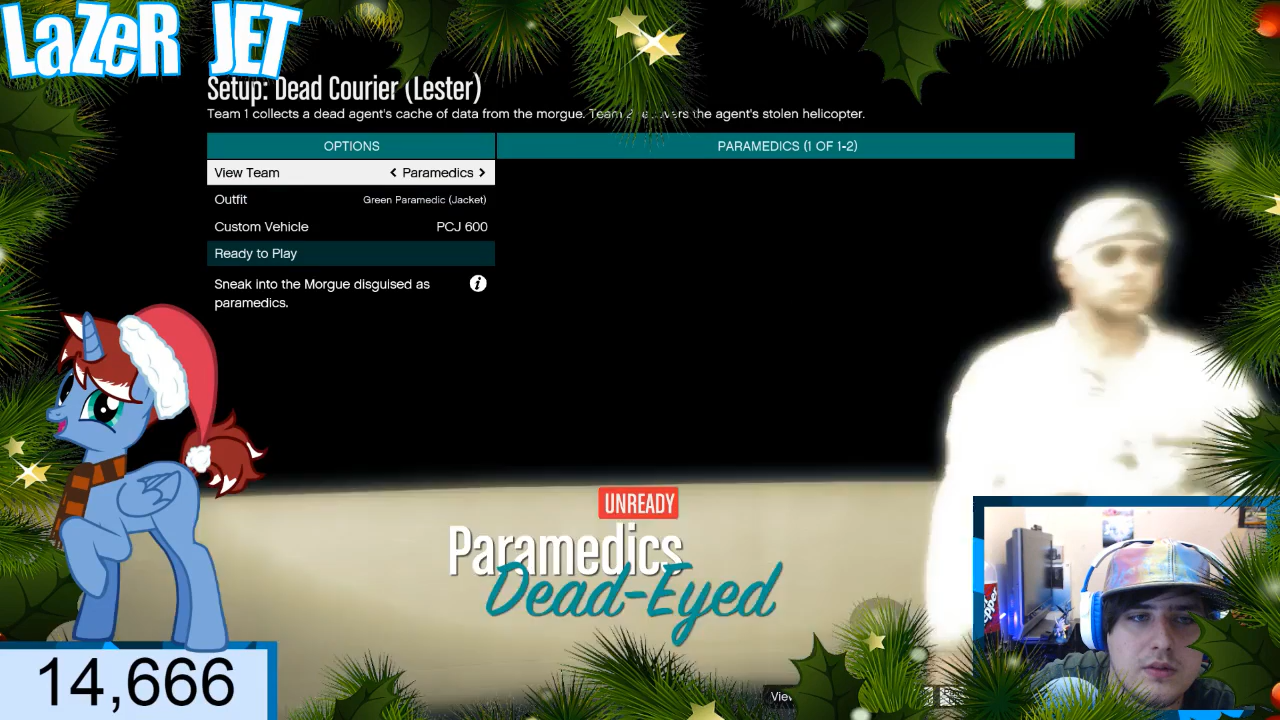 LaZeR JET
Setup: Dead Courier (Lester)
Team 1 collects a dead agent's cache of data from the morgue. Team the agent's stolen helicopter.
OPTIONS
PARAMEDICS (1 OF 1-2)
View Team
Paramedics
Outfit
Green Paramedic (Jacket)
Custom Vehicle
PCJ 600
Ready to Play
Sneak into the Morgue disguised as
paramedics.
UNREADY
Paramedics
Dead-Eyed
14,666